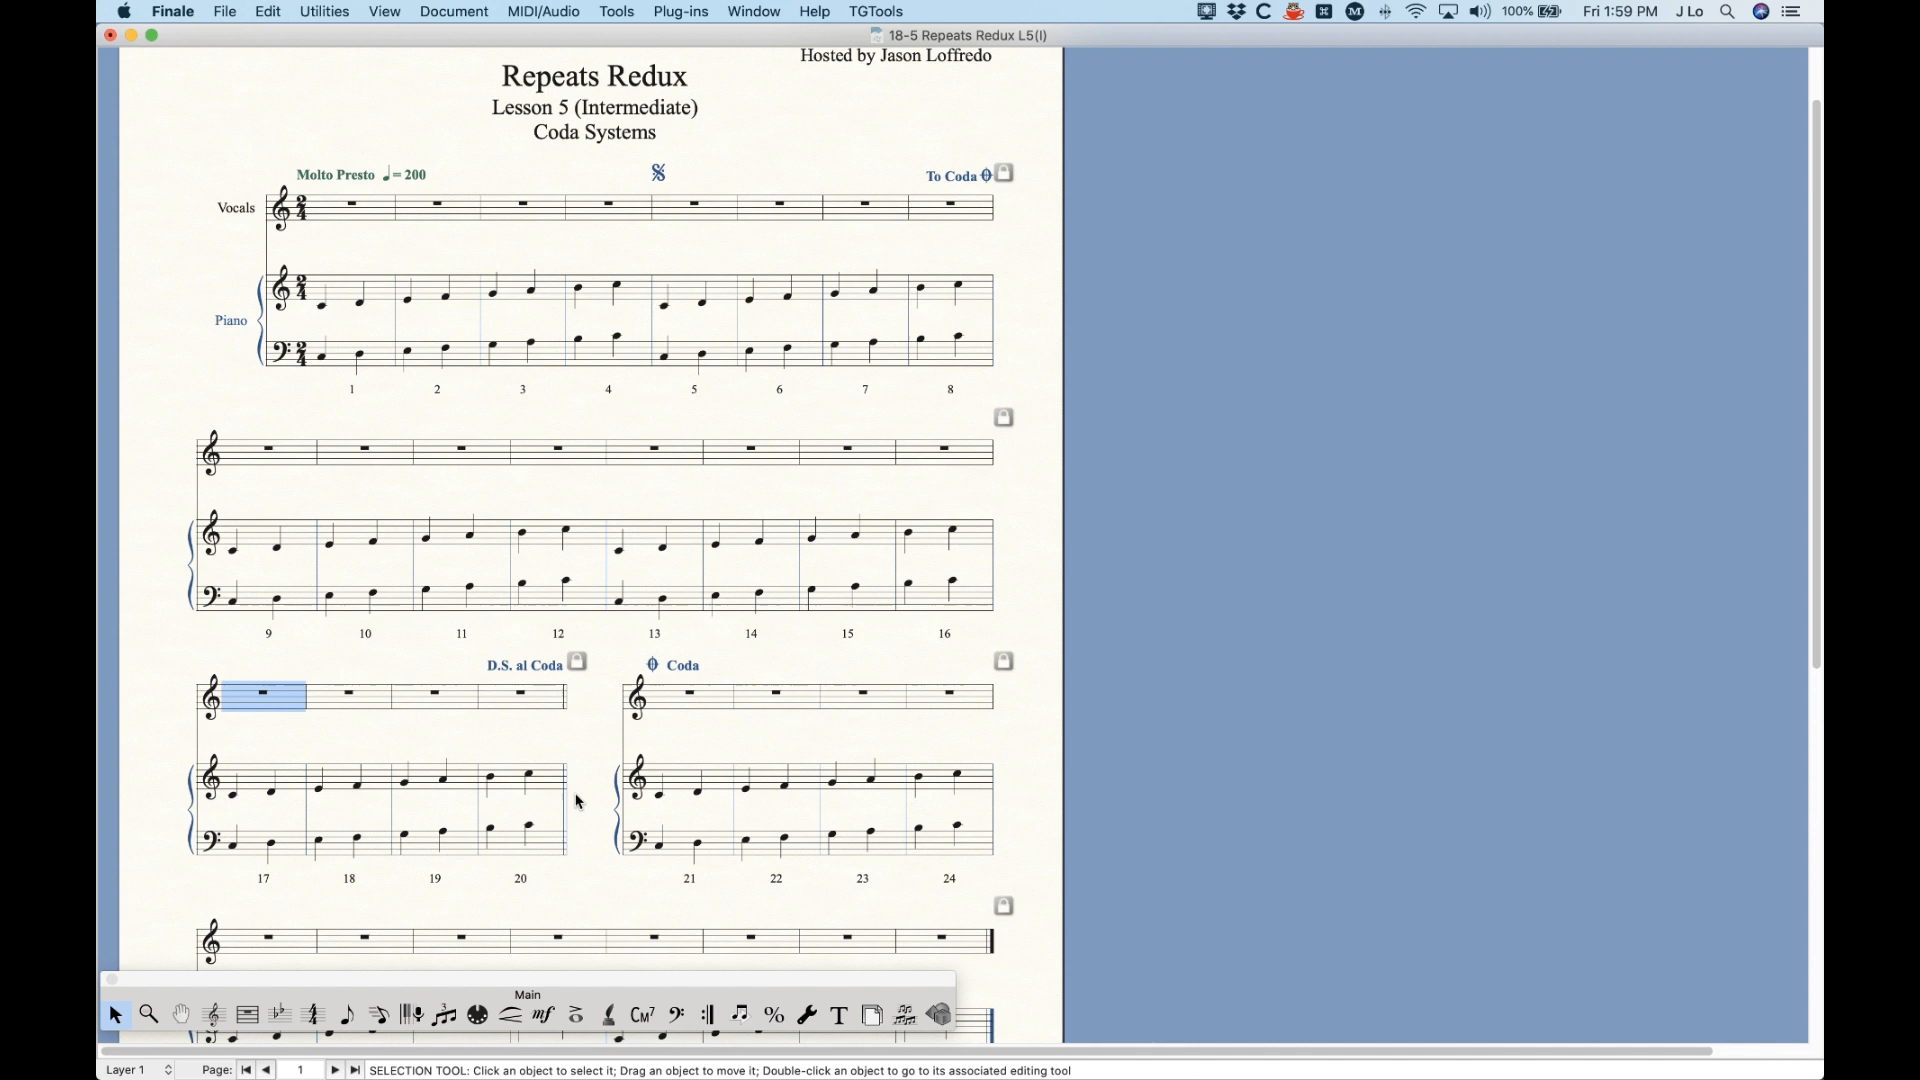 Finale File Edit Utilities View Document MIDI/Audio Tools Plug-ins Window Help TGTools 100% Fri 1:59 PM J Lo
18-5 Repeats Redux L5(I)
Hosted by Jason Loffredo
Repeats Redux
Lesson 5 (Intermediate)
Coda Systems
Molto Presto = 200
To Coda
Vocals
Piano
1 2 3 4 5 6 7 8
9 10 11 12 13 14 15 16
D.S. al Coda
Coda
17 18 19 20 21 22 23 24
Main
mf CM7 % T
Layer 1 Page: 1 SELECTION TOOL: Click an object to select it; Drag an object to move it; Double-click an object to go to its associated editing tool